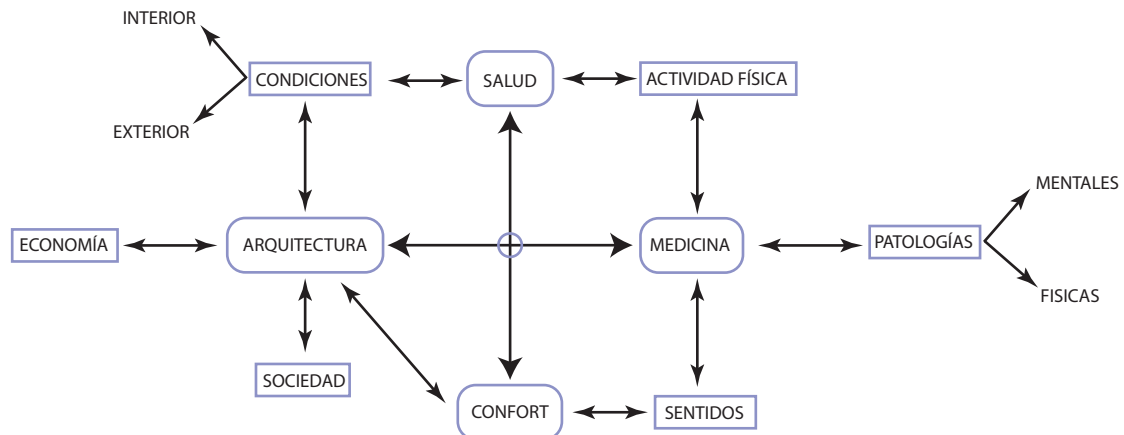 INTERIOR
CONDICIONES
SALUD
ACTIVIDAD FÍSICA
EXTERIOR
MENTALES
ECONOMÍA
ARQUITECTURA
MEDICINA
PATOLOGÍAS
FISICAS
SOCIEDAD
CONFORT
SENTIDOS